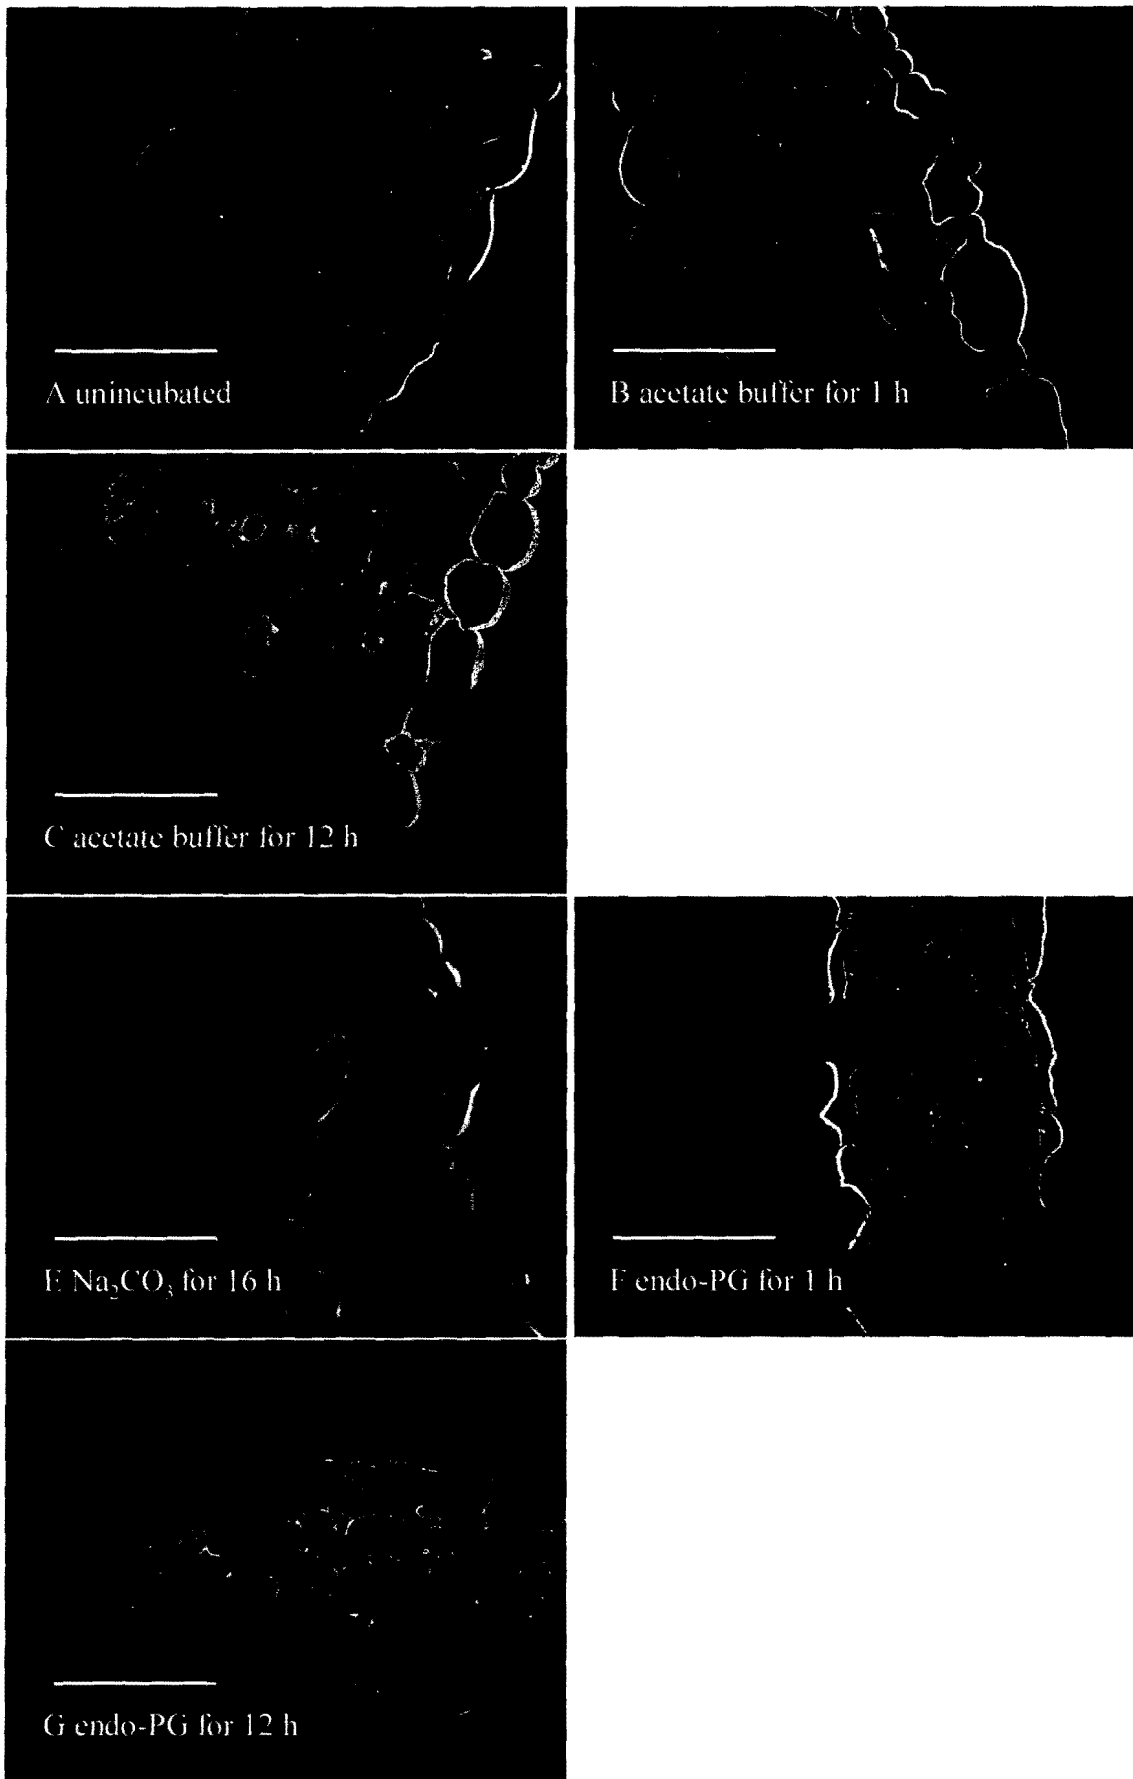 A unincubated
B acetate buffer for 1 h
C acetate buffer for 12 h
E Na₂CO₃ for 16 h
F endo-PG for 1 h
G endo-PG for 12 h